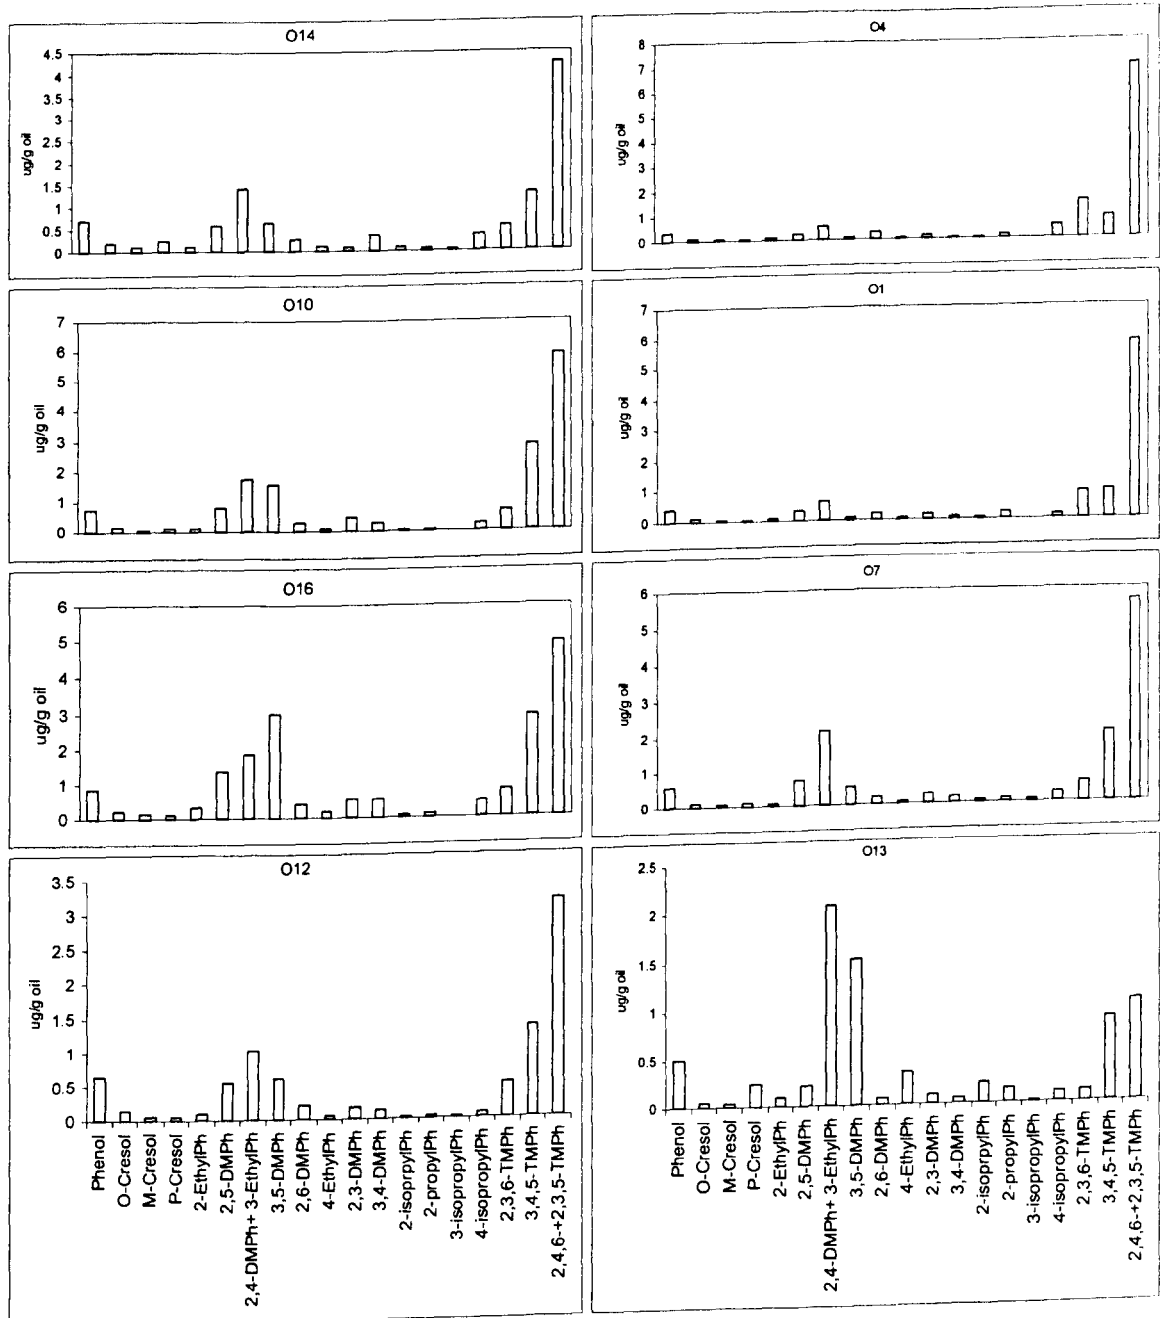 O14
4.5
4
3.5
3
2.5
2
1.5
1
0.5
0
ug/g oil
O4
8
7
6
5
4
3
2
1
0
ug/g oil
O10
7
6
5
4
3
2
1
0
ug/g oil
O1
7
6
5
4
3
2
1
0
ug/g oil
O16
6
5
4
3
2
1
0
ug/g oil
O7
6
5
4
3
2
1
0
ug/g oil
O12
3.5
3
2.5
2
1.5
1
0.5
0
ug/g oil
Phenol
O-Cresol
M-Cresol
P-Cresol
2-EthylPh
2,5-DMPh
2,4-DMPh+ 3-EthylPh
3,5-DMPh
2,6-DMPh
4-EthylPh
2,3-DMPh
3,4-DMPh
2-isopropylPh
2-propylPh
3-isopropylPh
4-isopropylPh
2,3,6-TMPh
3,4,5-TMPh
2,4,6-+2,3,5-TMPh
O13
2.5
2
1.5
1
0.5
0
ug/g oil
Phenol
O-Cresol
M-Cresol
P-Cresol
2-EthylPh
2,5-DMPh
2,4-DMPh+ 3-EthylPh
3,5-DMPh
2,6-DMPh
4-EthylPh
2,3-DMPh
3,4-DMPh
2-isoprpylPh
2-propylPh
3-isopropylPh
4-isopropylPh
2,3,6-TMPh
3,4,5-TMPh
2,4,6-+2,3,5-TMPh